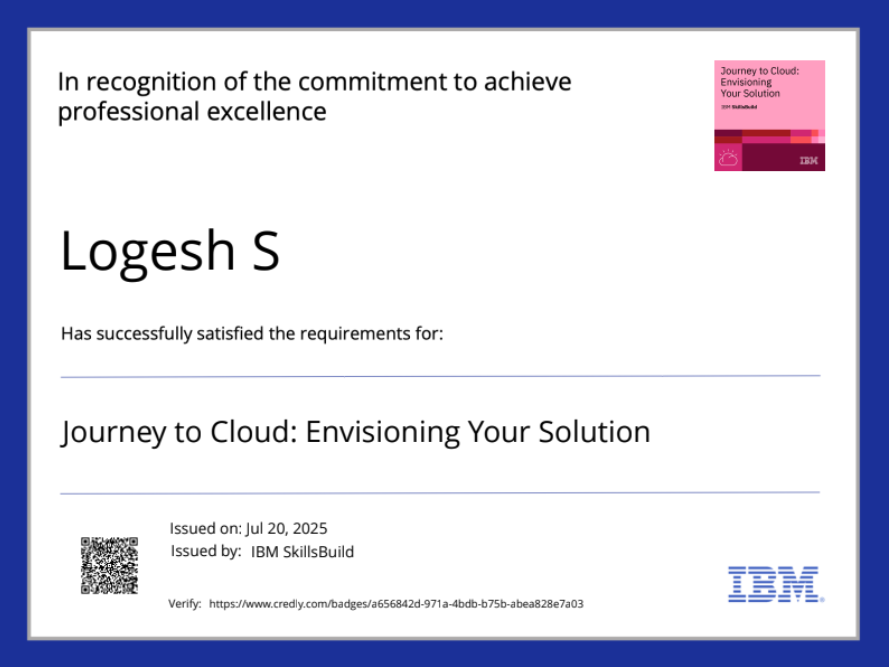 In recognition of the commitment to achieve
professional excellence
Journey to Cloud:
Envisioning
Your Solution
IBM SkillsBuild
IBM
Logesh S
Has successfully satisfied the requirements for:
Journey to Cloud: Envisioning Your Solution
Issued on: Jul 20, 2025
Issued by: IBM SkillsBuild
Verify: https://www.credly.com/badges/a656842d-971a-4bdb-b75b-abea828e7a03
IBM®